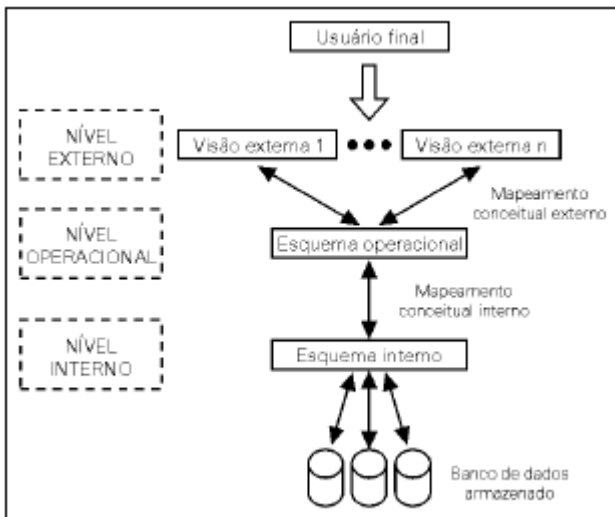 Usuário final
NÍVEL
EXTERNO
Visão externa 1
Visão externa n
Mapeamento
conceitual externo
NÍVEL
OPERACIONAL
Esquema operacional
Mapeamento
conceitual interno
NÍVEL
INTERNO
Esquema interno
Banco de dados
armazenado